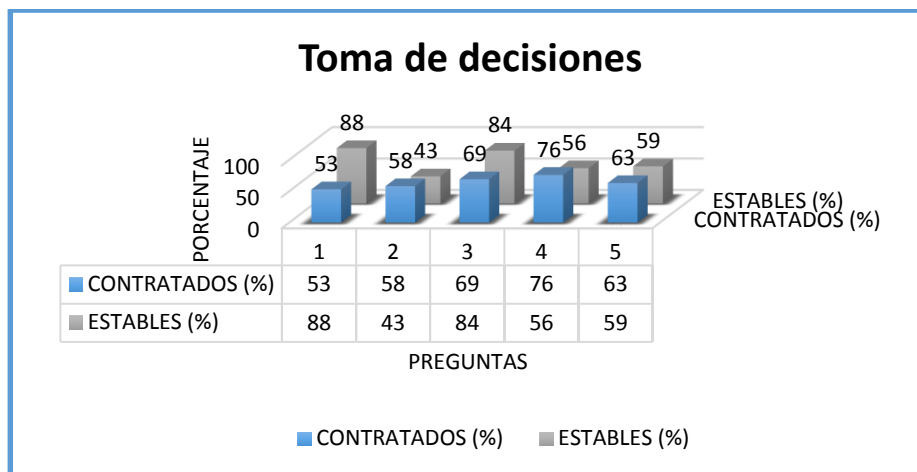 Toma de decisiones
88
84
53
58
43
69
76
56
63
59
100
50
0
PORCENTAJE
ESTABLES (%)
CONTRATADOS (%)
1 2 3 4 5
CONTRATADOS (%) 53 58 69 76 63
ESTABLES (%) 88 43 84 56 59
PREGUNTAS
CONTRATADOS (%) ESTABLES (%)